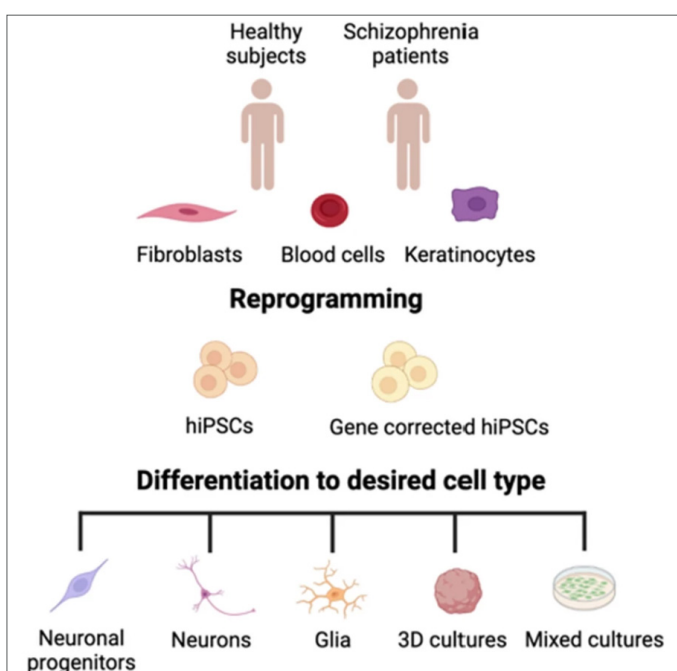 Healthy subjects
Schizophrenia patients
Fibroblasts
Blood cells
Keratinocytes
Reprogramming
hiPSCs
Gene corrected hiPSCs
Differentiation to desired cell type
Neuronal progenitors
Neurons
Glia
3D cultures
Mixed cultures